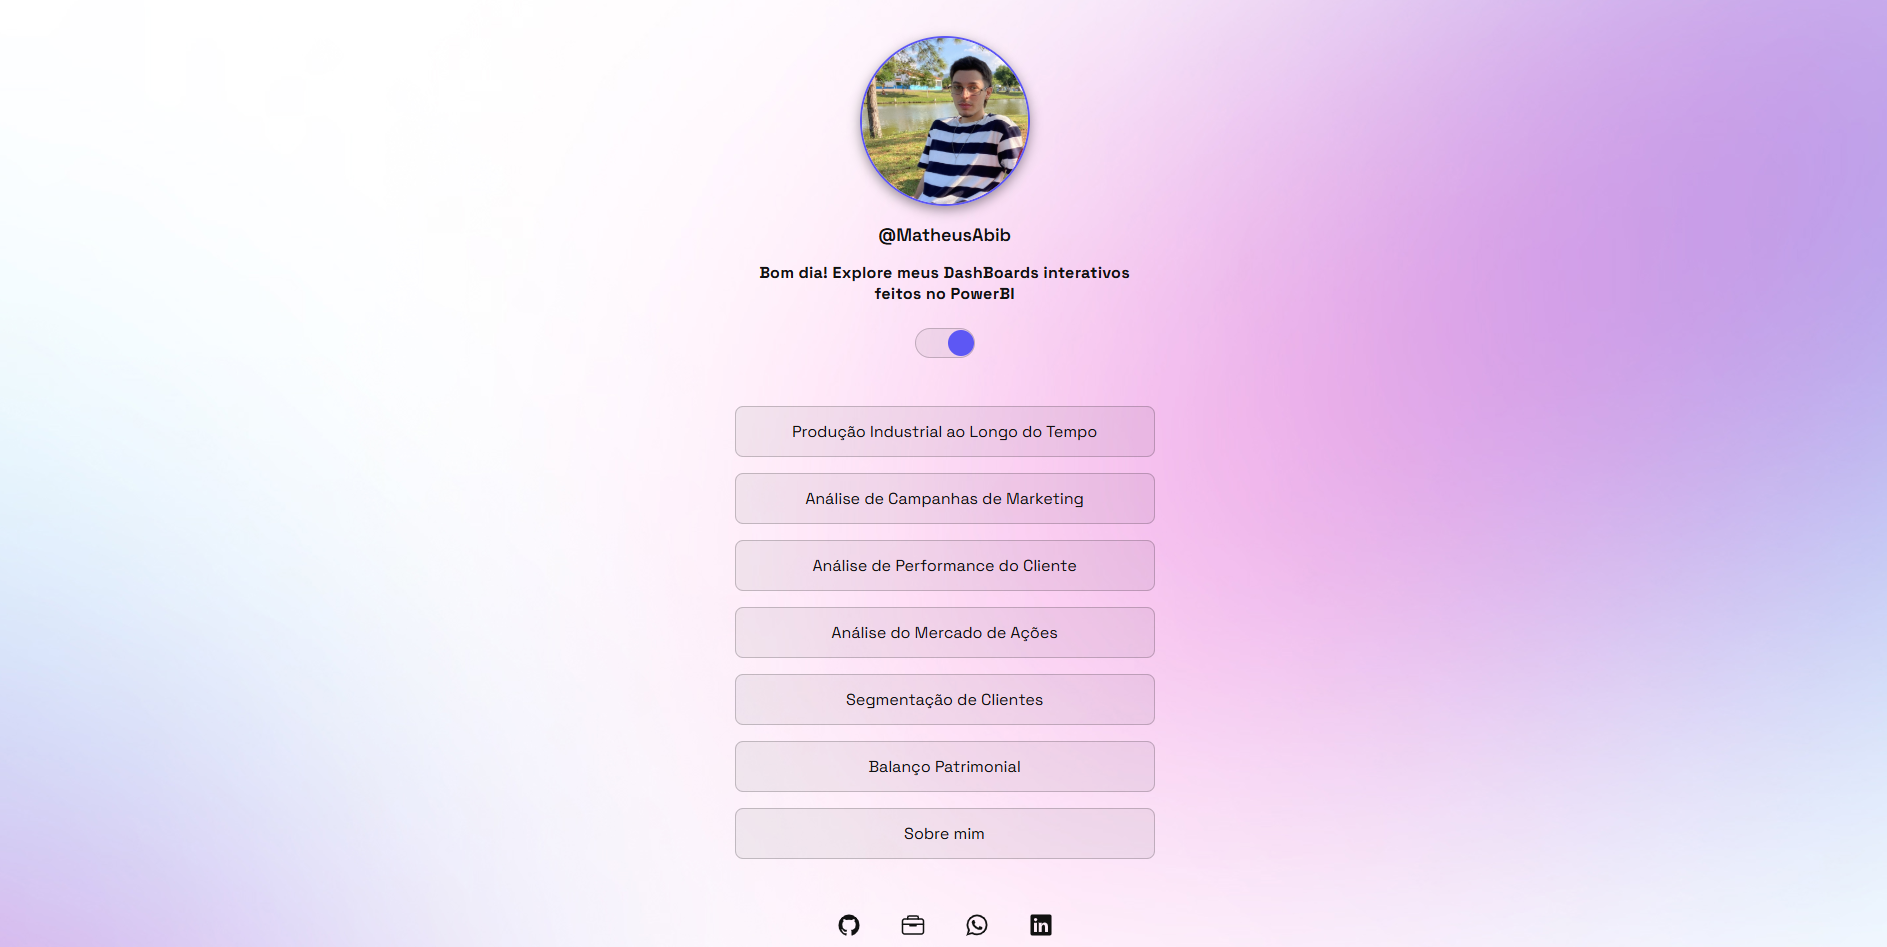 @MatheusAbib
Bom dia! Explore meus DashBoards interativos
feitos no PowerBI
Produção Industrial ao Longo do Tempo
Análise de Campanhas de Marketing
Análise de Performance do Cliente
Análise do Mercado de Ações
Segmentação de Clientes
Balanço Patrimonial
Sobre mim
in